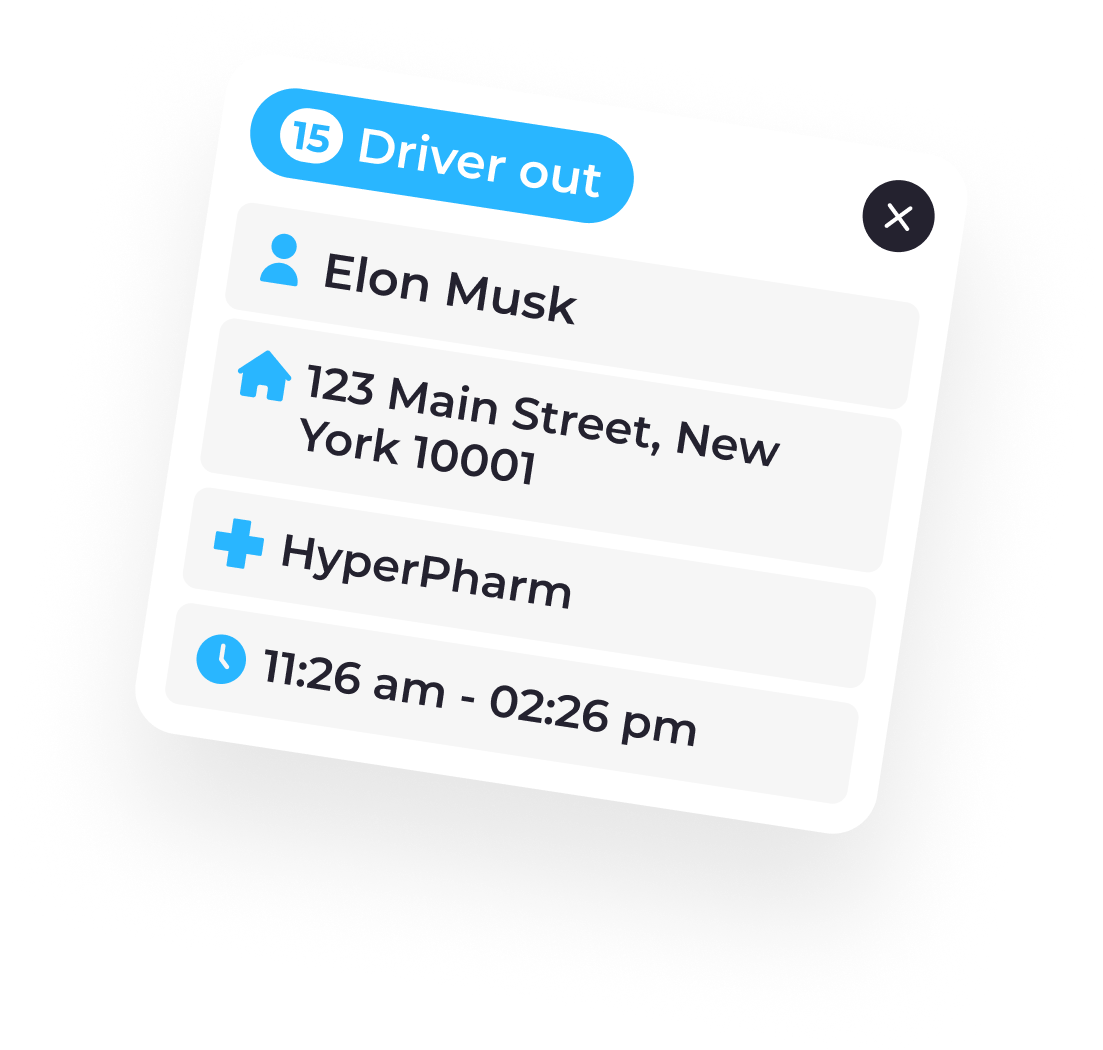 15 Driver out
Elon Musk
123 Main Street, New
York 10001
HyperPharm
11:26 am - 02:26 pm